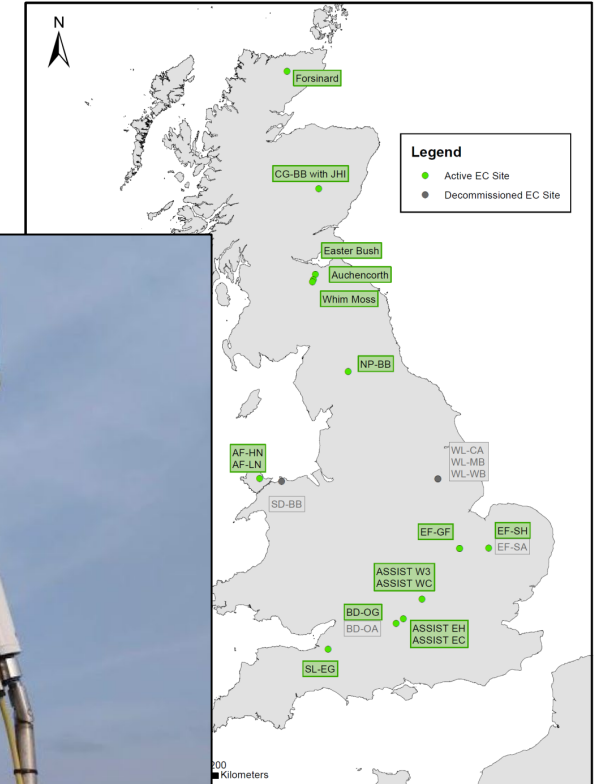 N
Forsinard
Legend
Active EC Site
Decommissioned EC Site
CG-BB with JHI
Easter Bush
Auchencorth
Whim Moss
NP-BB
AF-HN
AF-LN
WL-CA
WL-MB
WL-WB
SD-BB
EF-GF
EF-SH
EF-SA
ASSIST W3
ASSIST WC
BD-OG
BD-OA
ASSIST EH
ASSIST EC
SL-EG
200
Kilometers